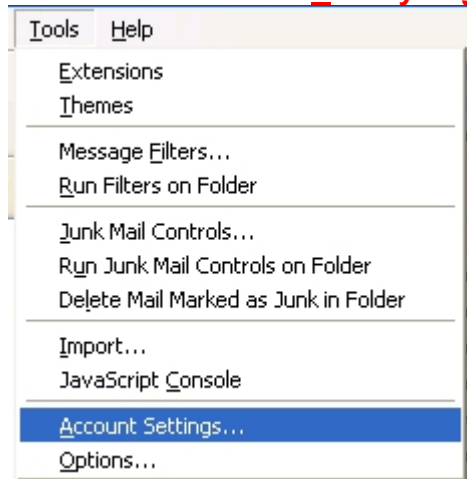 Tools Help
Extensions
Themes
Message Filters...
Run Filters on Folder
Junk Mail Controls...
Run Junk Mail Controls on Folder
Delete Mail Marked as Junk in Folder
Import...
JavaScript Console
Account Settings...
Options...